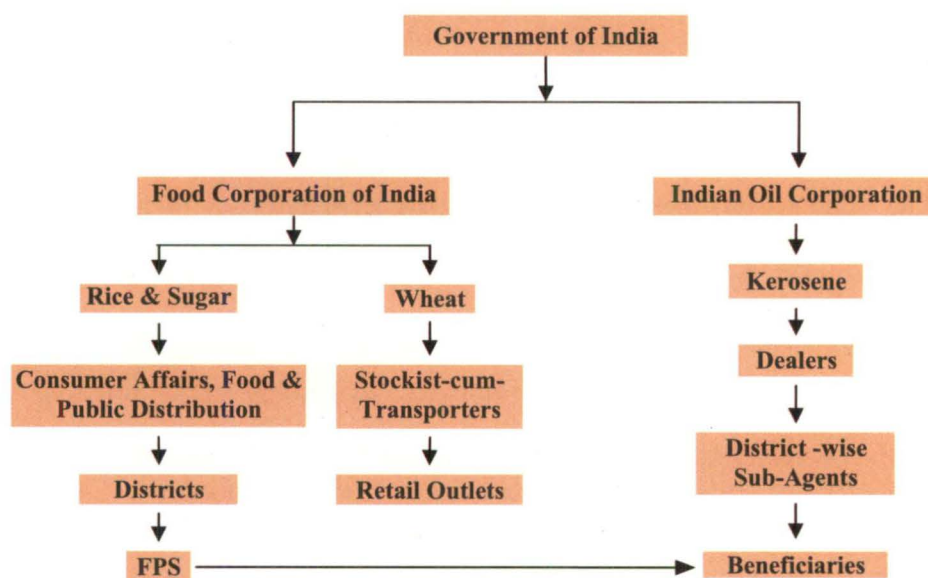 Government of India
Food Corporation of India
Indian Oil Corporation
Rice & Sugar
Wheat
Kerosene
Consumer Affairs, Food &
Public Distribution
Stockist-cum-
Transporters
Dealers
Districts
Retail Outlets
District -wise
Sub-Agents
FPS
Beneficiaries